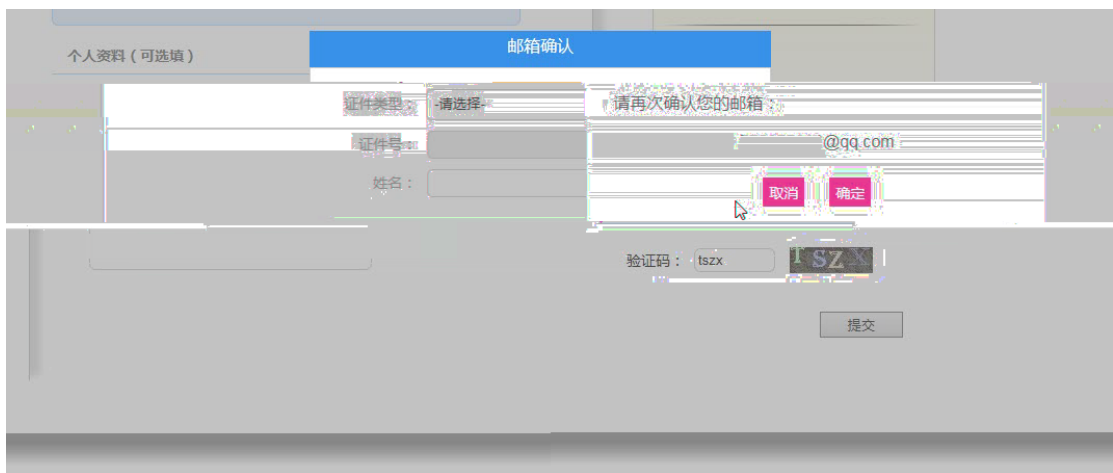 邮箱确认
个人资料（可选填）
证件类型：
-请选择-
请再次确认您的邮箱：
证件号：
@qq.com
姓名：
取消
确定
验证码：
tszx
TSZX
提交